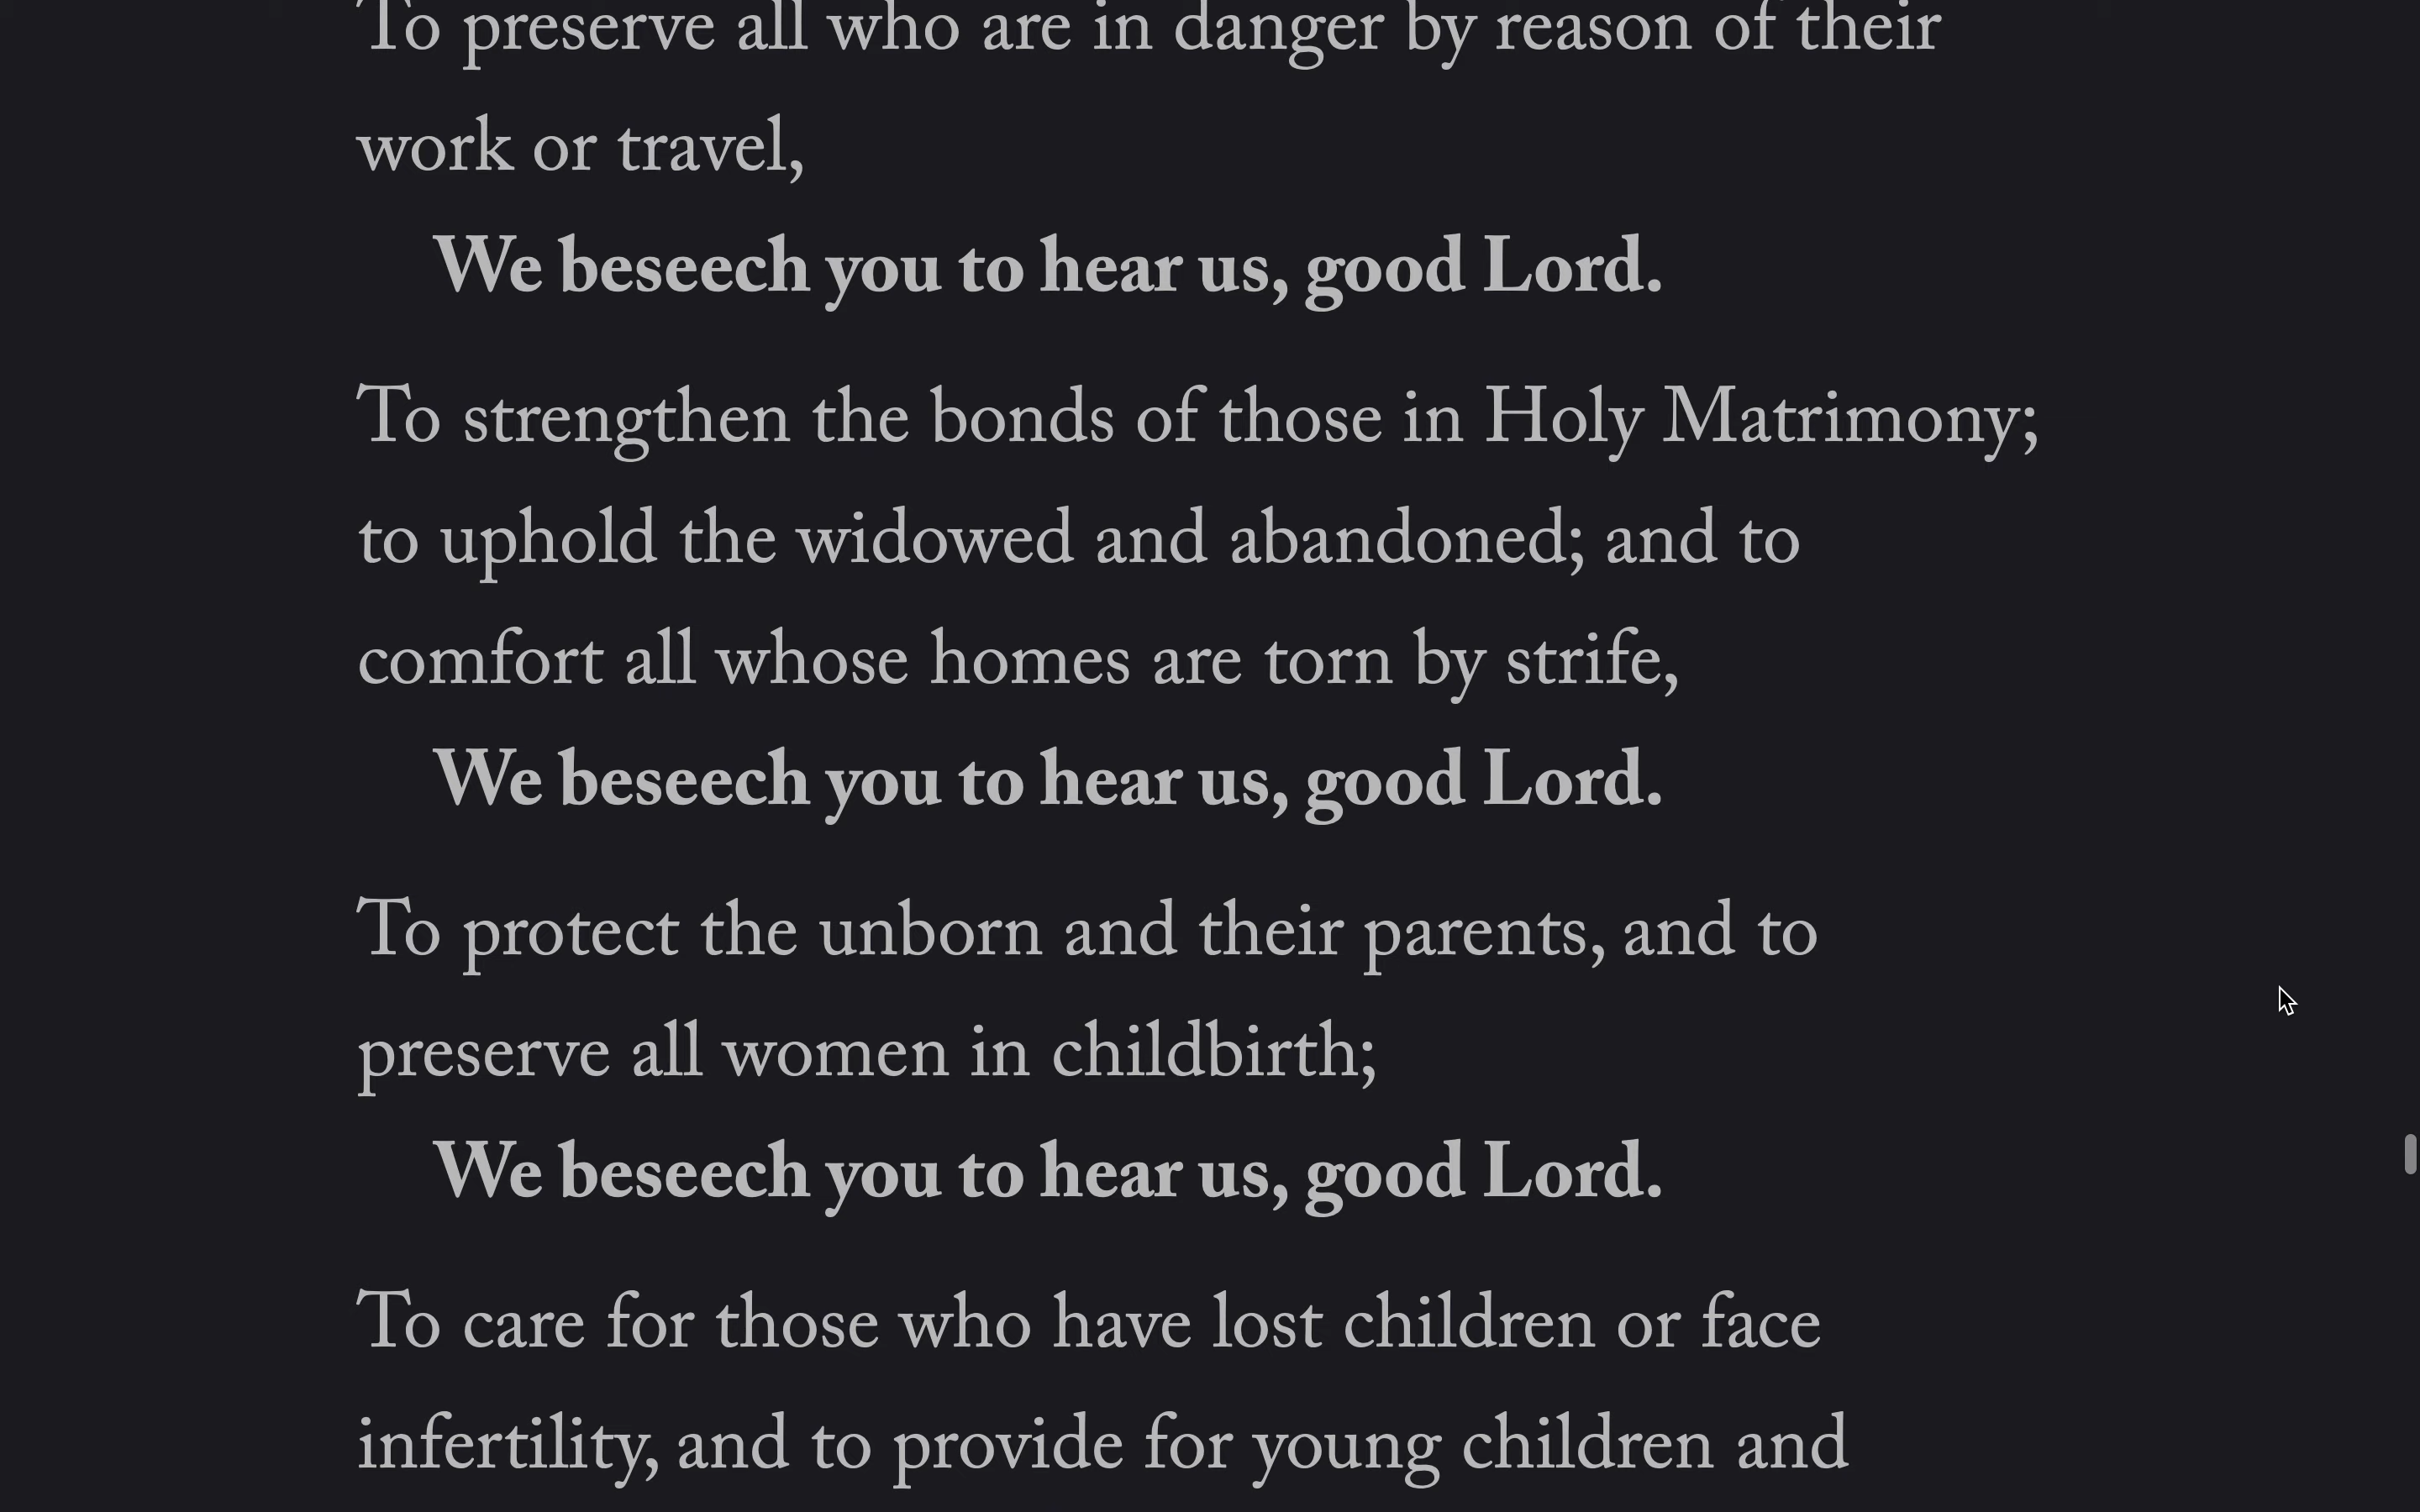 To preserve all who are in danger by reason of their
work or travel,
We beseech you to hear us, good Lord.
To strengthen the bonds of those in Holy Matrimony;
to uphold the widowed and abandoned; and to
comfort all whose homes are torn by strife,
We beseech you to hear us, good Lord.
To protect the unborn and their parents, and to
preserve all women in childbirth;
We beseech you to hear us, good Lord.
To care for those who have lost children or face
infertility, and to provide for young children and